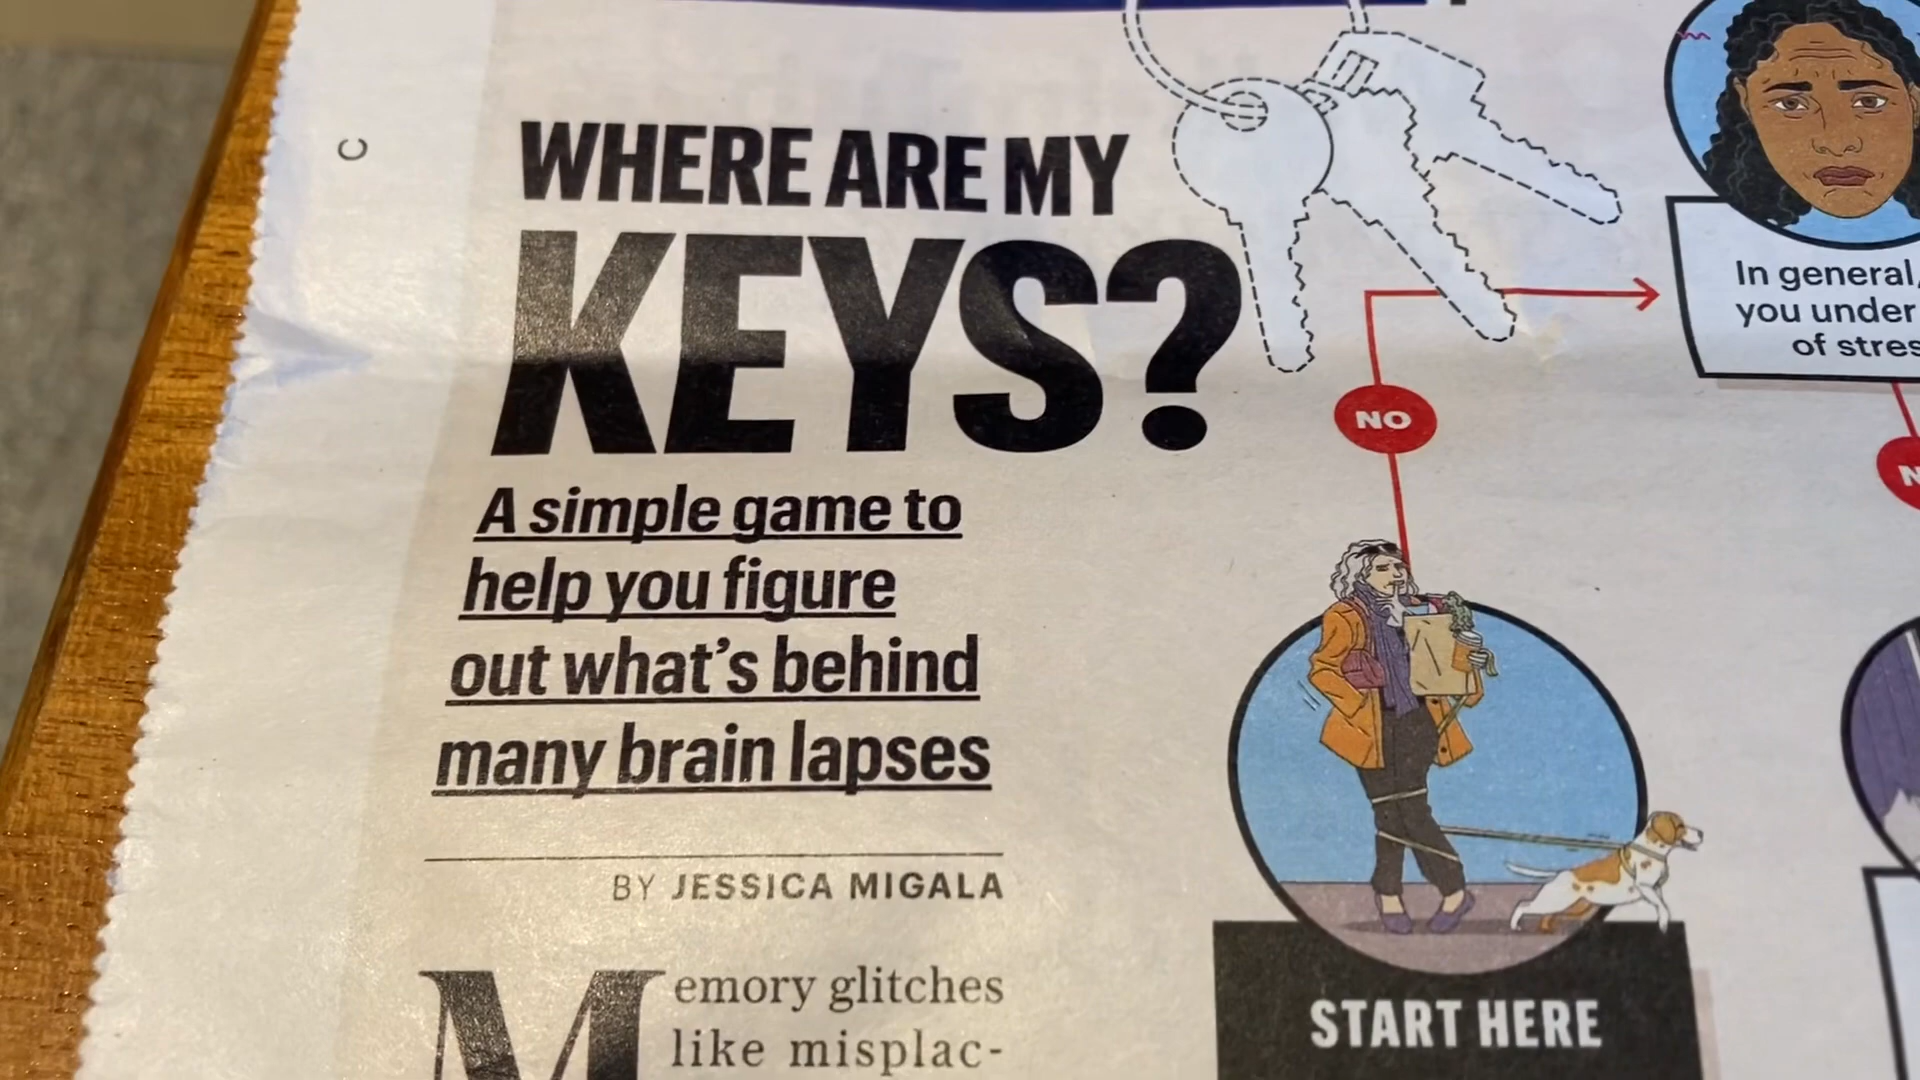 C
WHERE ARE MY
KEYS?
A simple game to
help you figure
out what's behind
many brain lapses
BY JESSICA MIGALA
Memory glitches
like misplac-
NO
In general,
you under
of stres
START HERE